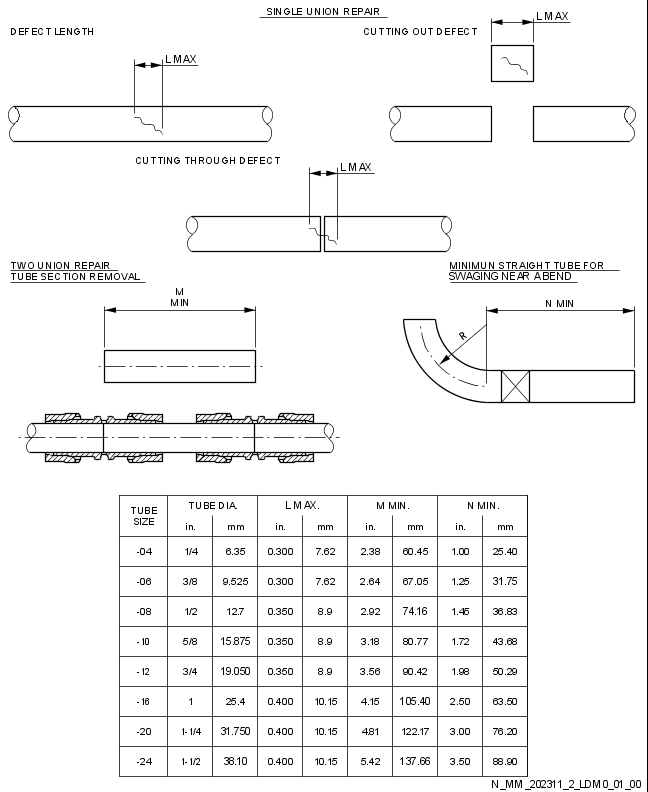 SINGLE UNION REPAIR
DEFECT LENGTH
CUTTING OUT DEFECT
L MAX
L MAX
CUTTING THROUGH DEFECT
L MAX
TWO UNION REPAIR
TUBE SECTION REMOVAL
MINIMUN STRAIGHT TUBE FOR
SWAGING NEAR A BEND
M
MIN
N MIN
R
TUBE SIZE TUBE DIA. L MAX. M MIN. N MIN.
in. mm in. mm in. mm in. mm
-04 1/4 6.35 0.300 7.62 2.38 60.45 1.00 25.40
-06 3/8 9.525 0.300 7.62 2.64 67.05 1.25 31.75
-08 1/2 12.7 0.350 8.9 2.92 74.16 1.45 36.83
-10 5/8 15.875 0.350 8.9 3.18 80.77 1.72 43.68
-12 3/4 19.050 0.350 8.9 3.56 90.42 1.98 50.29
-16 1 25.4 0.400 10.15 4.15 105.40 2.50 63.50
-20 1-1/4 31.750 0.400 10.15 4.81 122.17 3.00 76.20
-24 1-1/2 38.10 0.400 10.15 5.42 137.66 3.50 88.90
N_MM_202311_2_LDM0_01_00